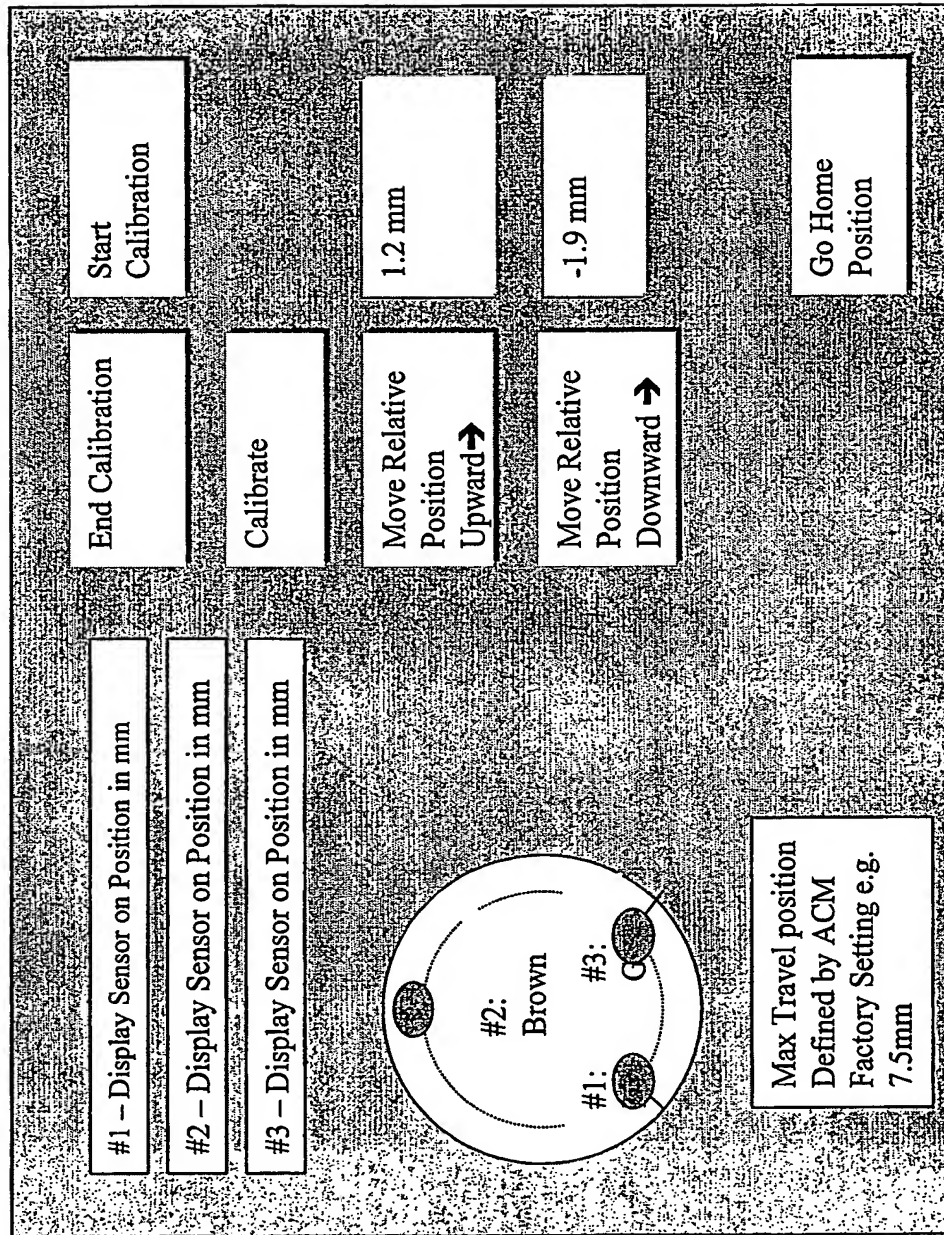 #1 – Display Sensor on Position in mm
#2 – Display Sensor on Position in mm
#3 – Display Sensor on Position in mm
End Calibration
Start
Calibration
Calibrate
Move Relative
Position
Upward➔
1.2 mm
Move Relative
Position
Downward ➔
-1.9 mm
#2:
Brown
#1:
#3:
G
Max Travel position
Defined by ACM
Factory Setting e.g.
7.5mm
Go Home
Position